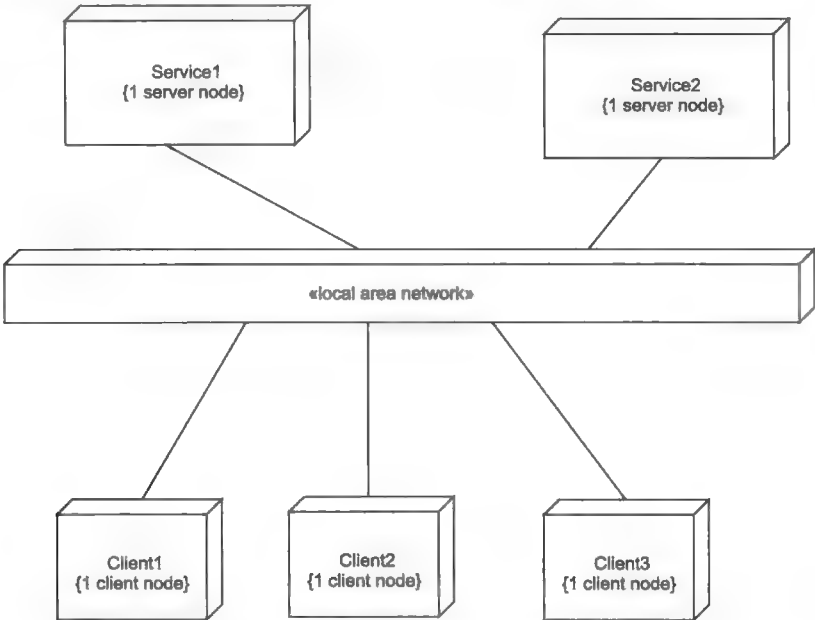 Service1
{1 server node}
Service2
{1 server node}
«local area network»
Client1
{1 client node}
Client2
{1 client node}
Client3
{1 client node}